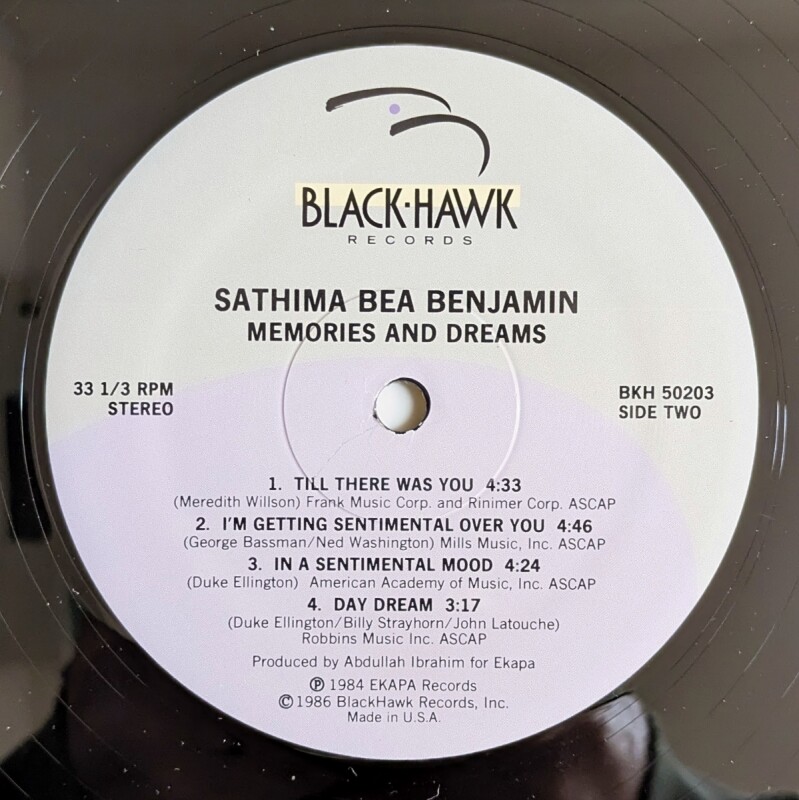 BLACK·HAWK
RECORDS
SATHIMA BEA BENJAMIN
MEMORIES AND DREAMS
33 1/3 RPM
STEREO
BKH 50203
SIDE TWO
1. TILL THERE WAS YOU 4:33
(Meredith Willson) Frank Music Corp. and Rinimer Corp. ASCAP
2. I'M GETTING SENTIMENTAL OVER YOU 4:46
(George Bassman/Ned Washington) Mills Music, Inc. ASCAP
3. IN A SENTIMENTAL MOOD 4:24
(Duke Ellington) American Academy of Music, Inc. ASCAP
4. DAY DREAM 3:17
(Duke Ellington/Billy Strayhorn/John Latouche)
Robbins Music Inc. ASCAP
Produced by Abdullah Ibrahim for Ekapa
℗ 1984 EKAPA Records
© 1986 BlackHawk Records, Inc.
Made in U.S.A.